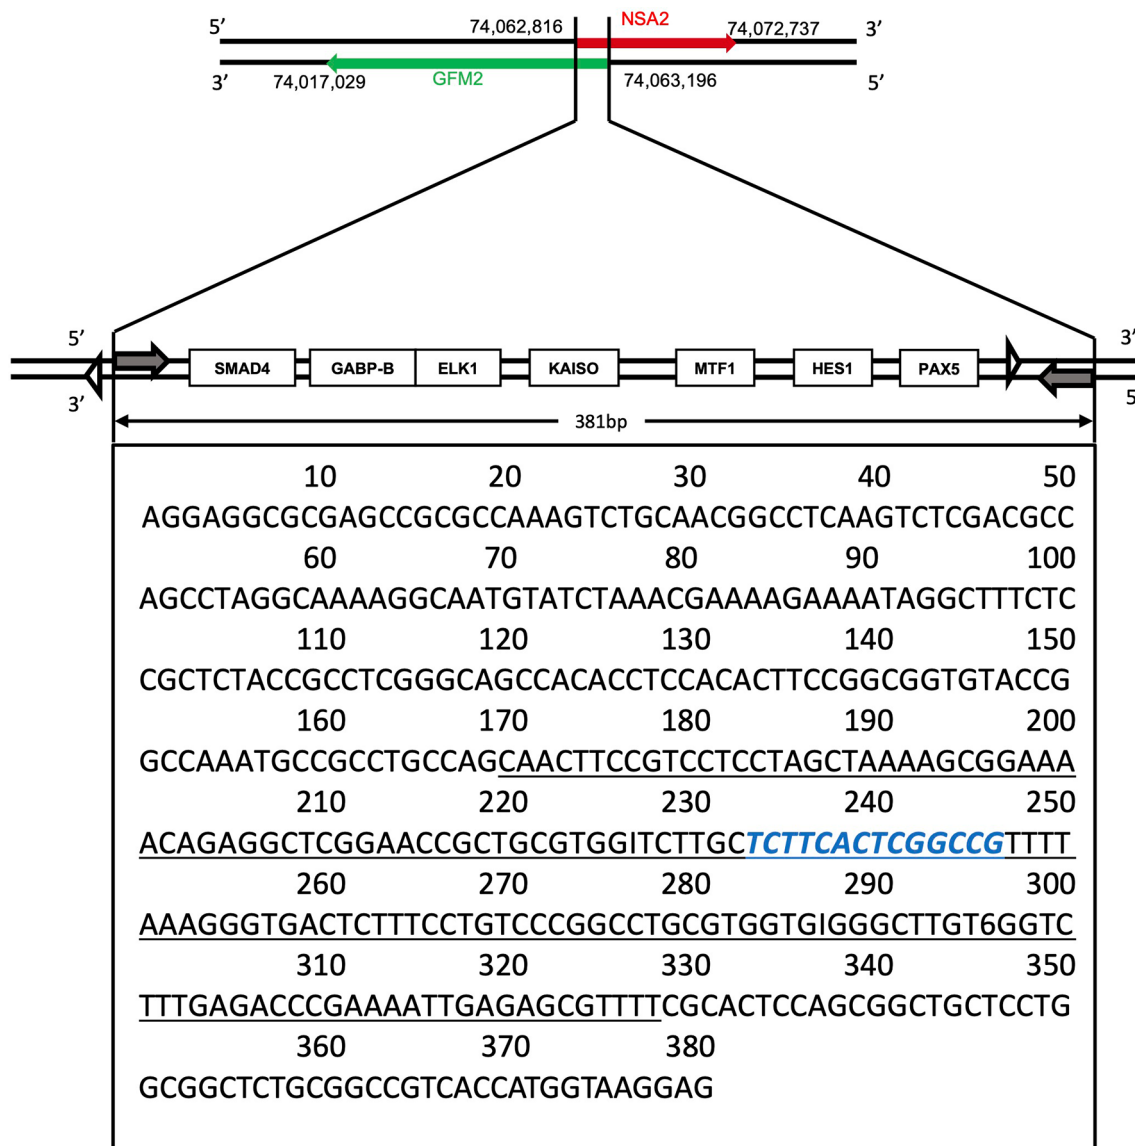 NSA2
5’ 74,062,816 74,072,737 3’
3’ 74,017,029 GFM2 74,063,196 5’
5’ 3’
SMAD4 GABP-B ELK1 KAISO MTF1 HES1 PAX5
3’ 5
381bp
10 20 30 40 50
AGGAGGCGCGAGCCGCGCCAAAGTCTGCAACGGCCTCAAGTCTCGACGCC
60 70 80 90 100
AGCCTAGGCAAAAGGCAATGTATCTAAACGAAAAGAAAATAGGCTTTCTC
110 120 130 140 150
CGCTCTACCGCCTCGGGCAGCCACACCTCCACACTTCCGGCGGTGTACCG
160 170 180 190 200
GCCAAATGCCGCCTGCCAGCAACTTCCGTCCTCCTAGCTAAAAGCGGAAA
210 220 230 240 250
ACAGAGGCTCGGAACCGCTGCGTGGITCTTGCTCTTCACTCGGCCGTTTT
260 270 280 290 300
AAAGGGTGACTCTTTCCTGTCCCGGCCTGCGTGGTGIGGGCTTGT6GGTC
310 320 330 340 350
TTTGAGACCCGAAAATTGAGAGCGTTTTCGCACTCCAGCGGCTGCTCCTG
360 370 380
GCGGCTCTGCGGCCGTCACCATGGTAAGGAG